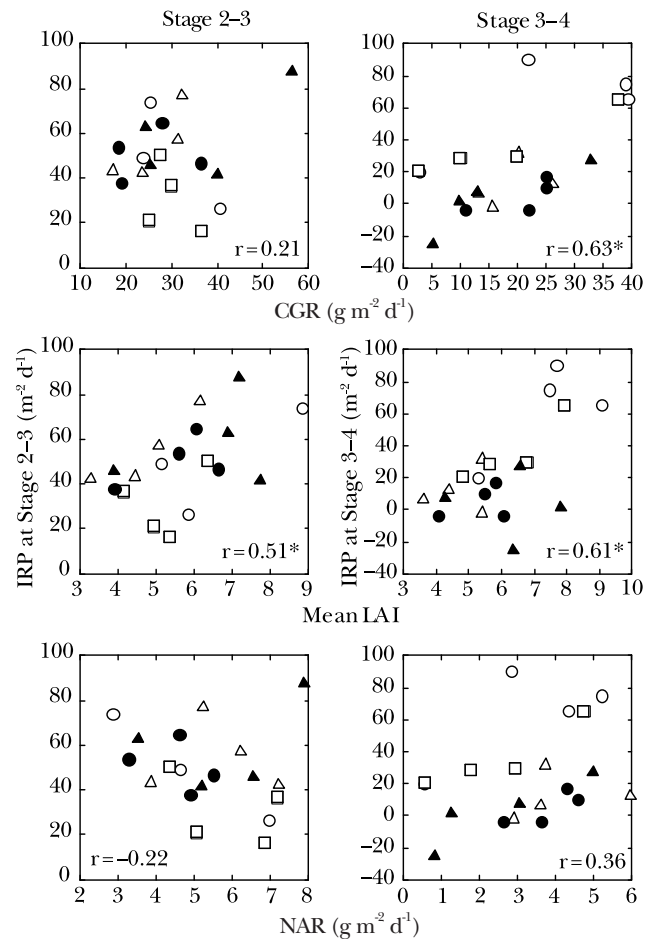 Stage 2–3 Stage 3–4
100 100
80 80
60 60
40 40
20 20
0 0
−20
−40
r=0.21 r=0.63*
10 20 30 40 50 60 0 5 10 15 20 25 30 35 40
CGR (g m-2 d-1)
IRP at Stage 2–3 (m-2 d-1)
IRP at Stage 3–4 (m-2 d-1)
100 100
80 80
60 60
40 40
20 20
0 0
−20
−40
r=0.51* r=0.61*
3 4 5 6 7 8 9 3 4 5 6 7 8 9 10
Mean LAI
100 100
80 80
60 60
40 40
20 20
0 0
−20
−40
r=−0.22 r=0.36
2 3 4 5 6 7 8 0 1 2 3 4 5 6
NAR (g m-2 d-1)